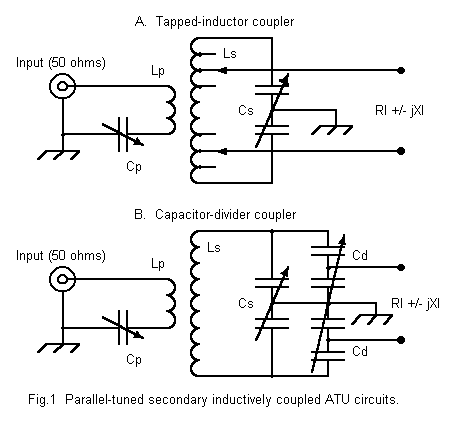 A. Tapped-inductor coupler
Input (50 ohms)
Lp
Ls
Cs
Rl +/- jXl
Cp
B. Capacitor-divider coupler
Input (50 ohms)
Lp
Ls
Cd
Cs
Rl +/- jXl
Cp
Cd
Fig.1 Parallel-tuned secondary inductively coupled ATU circuits.